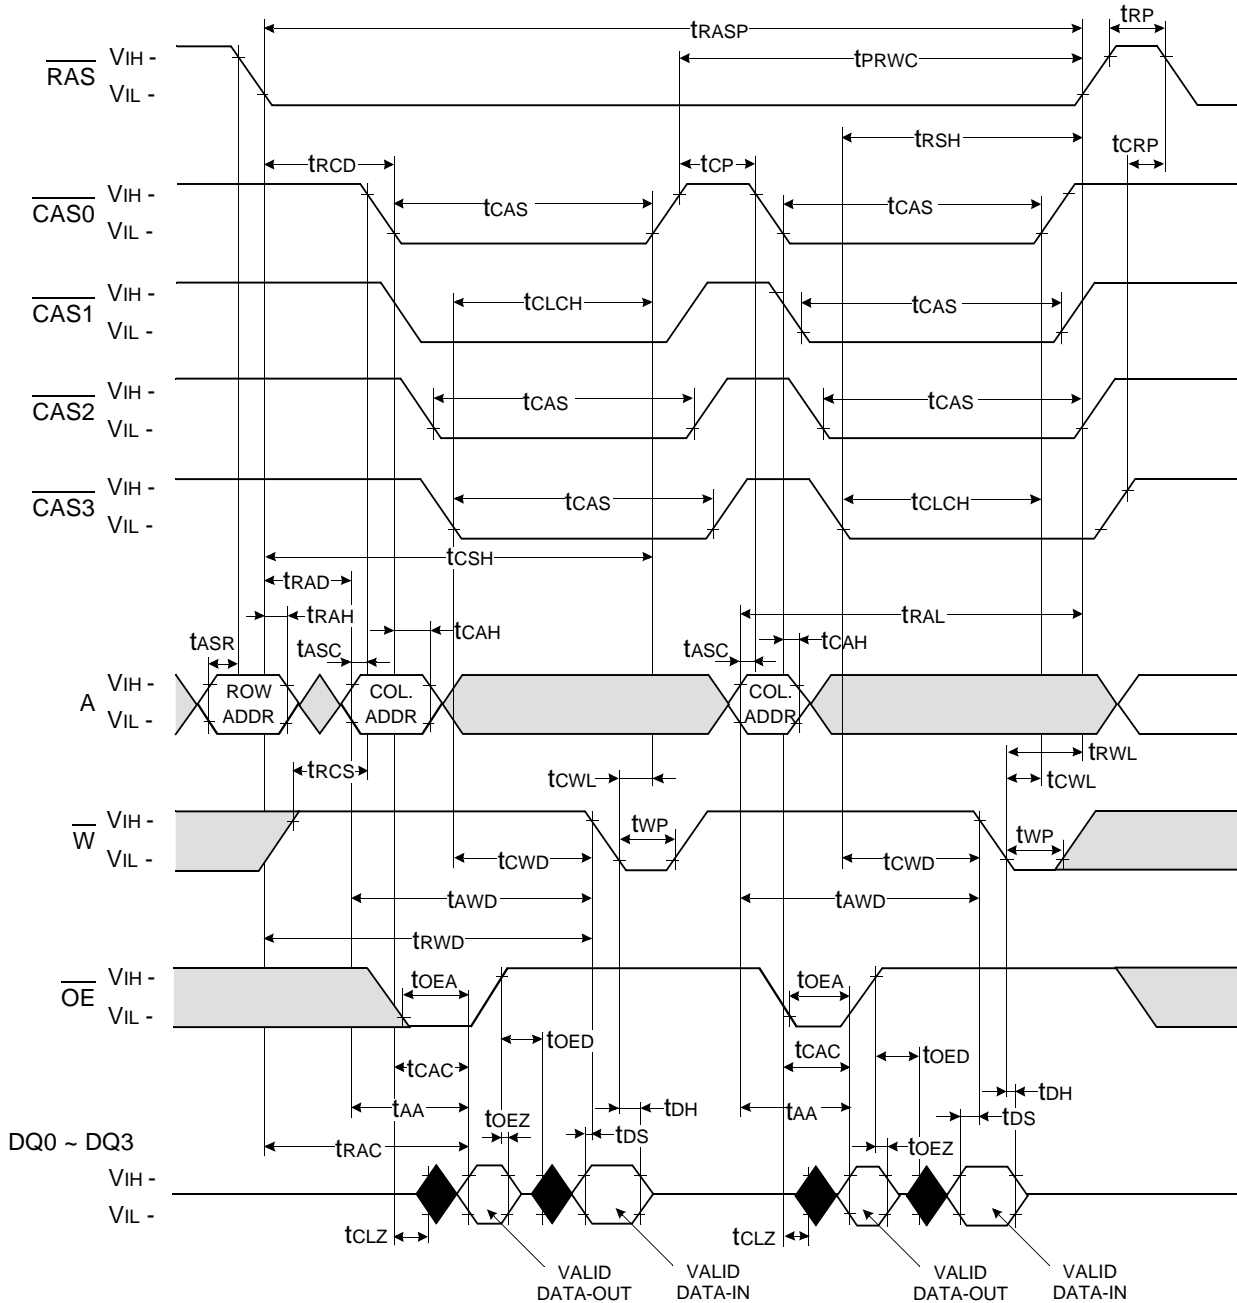 tRP
tRASP
tPRWC
RAS
VIH -
VIL -
tRSH
tCRP
tRCD
tCP
CAS0
VIH -
VIL -
tCAS
tCAS
CAS1
VIH -
VIL -
tCLCH
tCAS
CAS2
VIH -
VIL -
tCAS
tCAS
CAS3
VIH -
VIL -
tCAS
tCLCH
tCSH
tRAD
tRAH
tCAH
tRAL
tCAH
tASR
tASC
tASC
A
VIH -
VIL -
ROW
ADDR
COL.
ADDR
COL.
ADDR
tRWL
tRCS
tCWL
tCWL
W
VIH -
VIL -
tWP
tWP
tCWD
tCWD
tAWD
tAWD
tRWD
OE
VIH -
VIL -
tOEA
tOEA
tOED
tOED
tCAC
tCAC
tDH
tDH
tAA
tAA
tOEZ
tDS
tDS
tOEZ
tRAC
DQ0 ~ DQ3
VIH -
VIL -
tCLZ
tCLZ
VALID
DATA-OUT
VALID
DATA-IN
VALID
DATA-OUT
VALID
DATA-IN